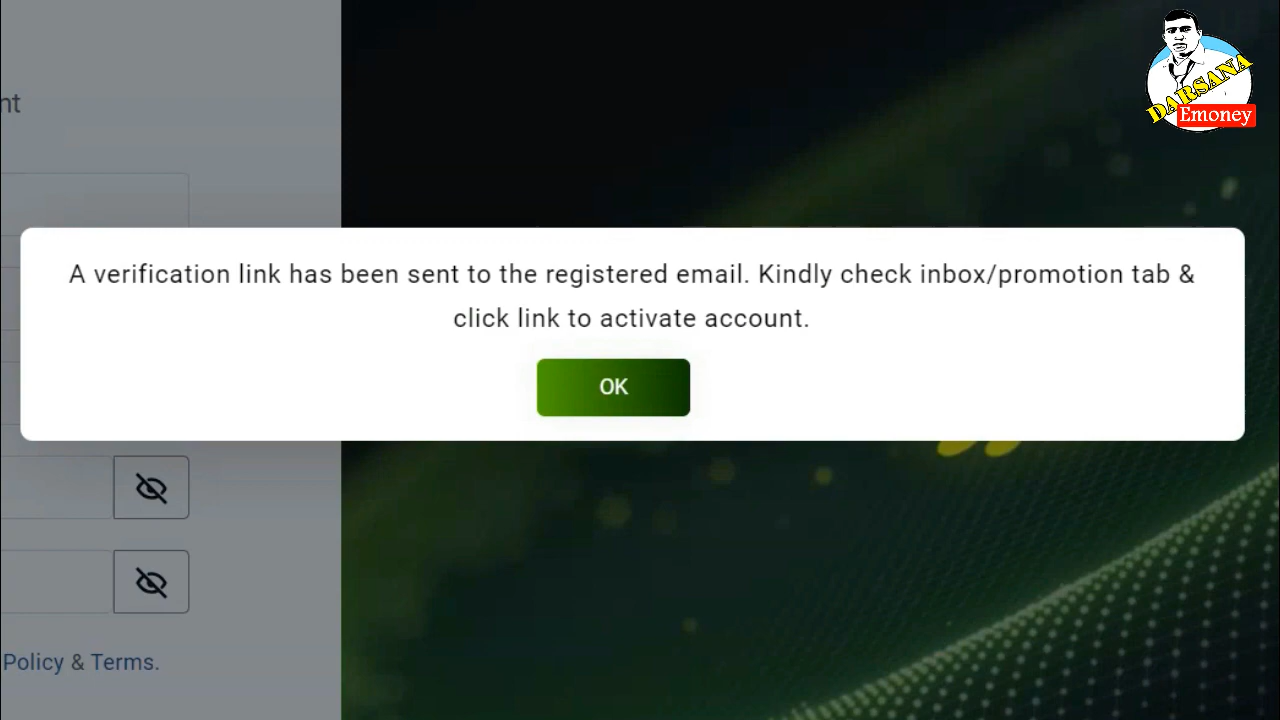 DARSANA
Emoney
nt
A verification link has been sent to the registered email. Kindly check inbox/promotion tab &
click link to activate account.
OK
Policy & Terms.